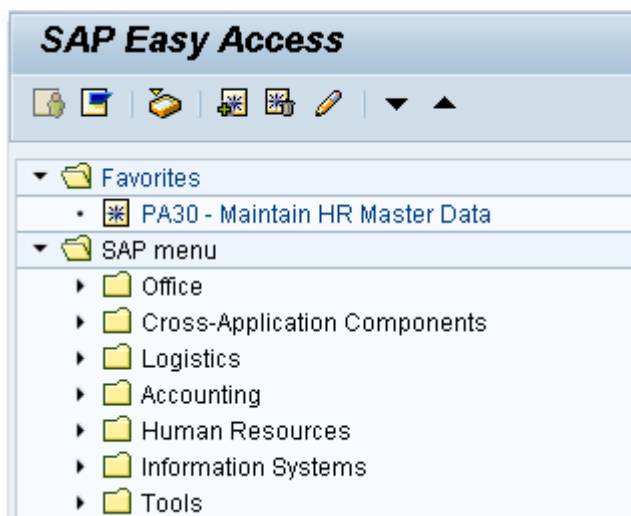 SAP Easy Access
Favorites
PA30 - Maintain HR Master Data
SAP menu
Office
Cross-Application Components
Logistics
Accounting
Human Resources
Information Systems
Tools